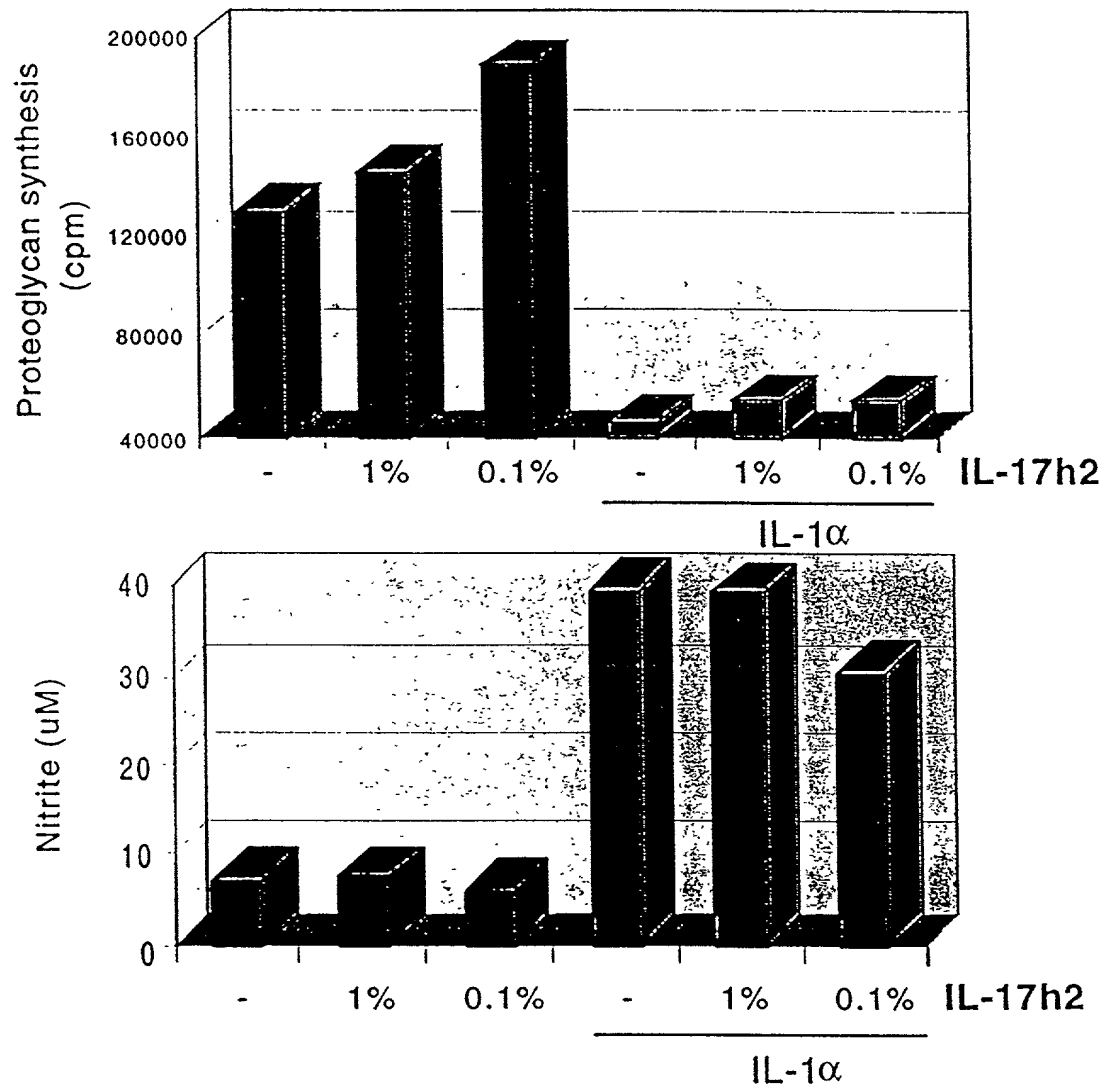 200000
160000
120000
80000
40000
Proteoglycan synthesis
(cpm)
- 1% 0.1% - 1% 0.1% IL-17h2
IL-1α
40
30
20
10
0
Nitrite (uM)
- 1% 0.1% - 1% 0.1% IL-17h2
IL-1α